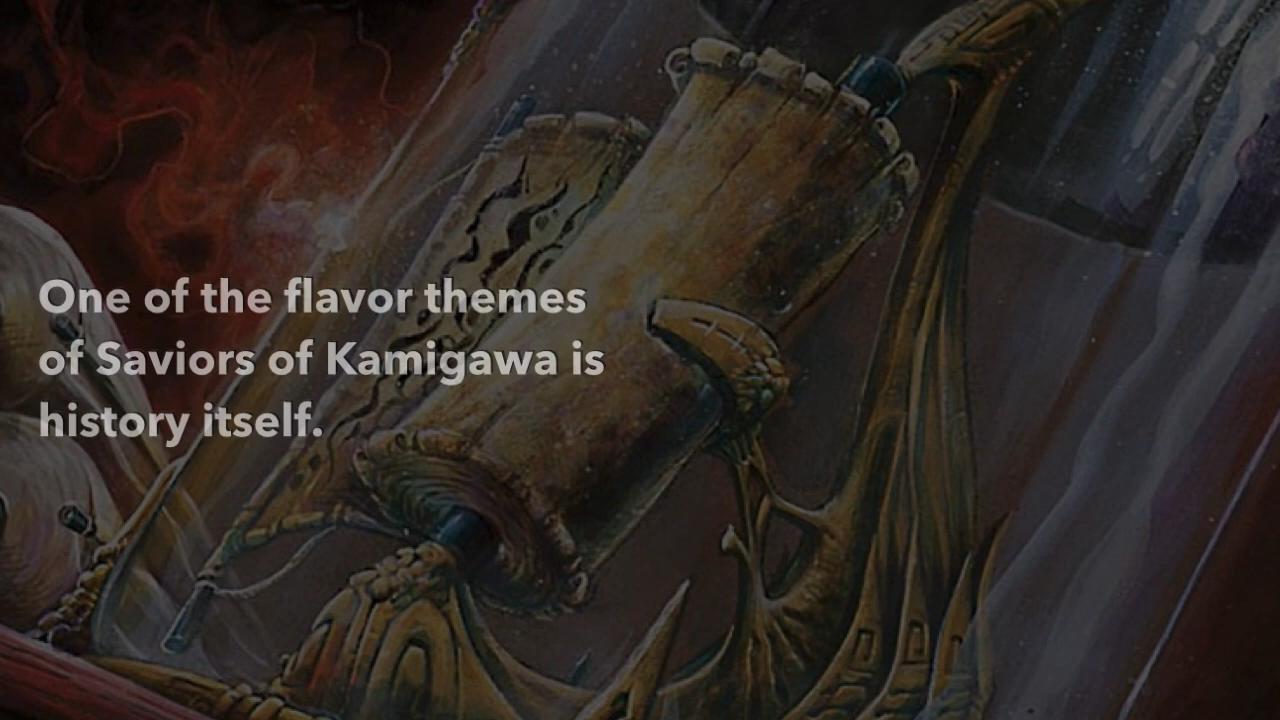 One of the flavor themes
of Saviors of Kamigawa is
history itself.